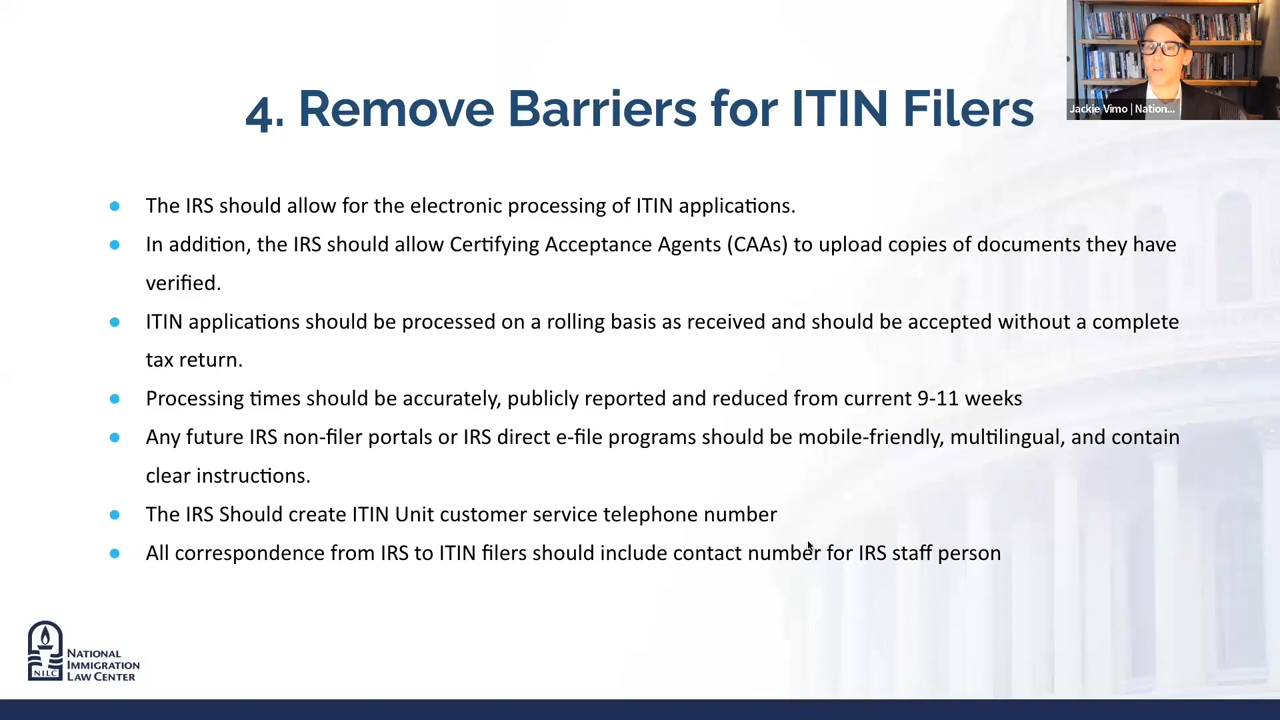 Jackie Vimo | Nation...
4. Remove Barriers for ITIN Filers
The IRS should allow for the electronic processing of ITIN applications.
In addition, the IRS should allow Certifying Acceptance Agents (CAAs) to upload copies of documents they have
verified.
ITIN applications should be processed on a rolling basis as received and should be accepted without a complete
tax return.
Processing times should be accurately, publicly reported and reduced from current 9-11 weeks
Any future IRS non-filer portals or IRS direct e-file programs should be mobile-friendly, multilingual, and contain
clear instructions.
The IRS Should create ITIN Unit customer service telephone number
All correspondence from IRS to ITIN filers should include contact number for IRS staff person
NILC
NATIONAL
IMMIGRATION
LAW CENTER